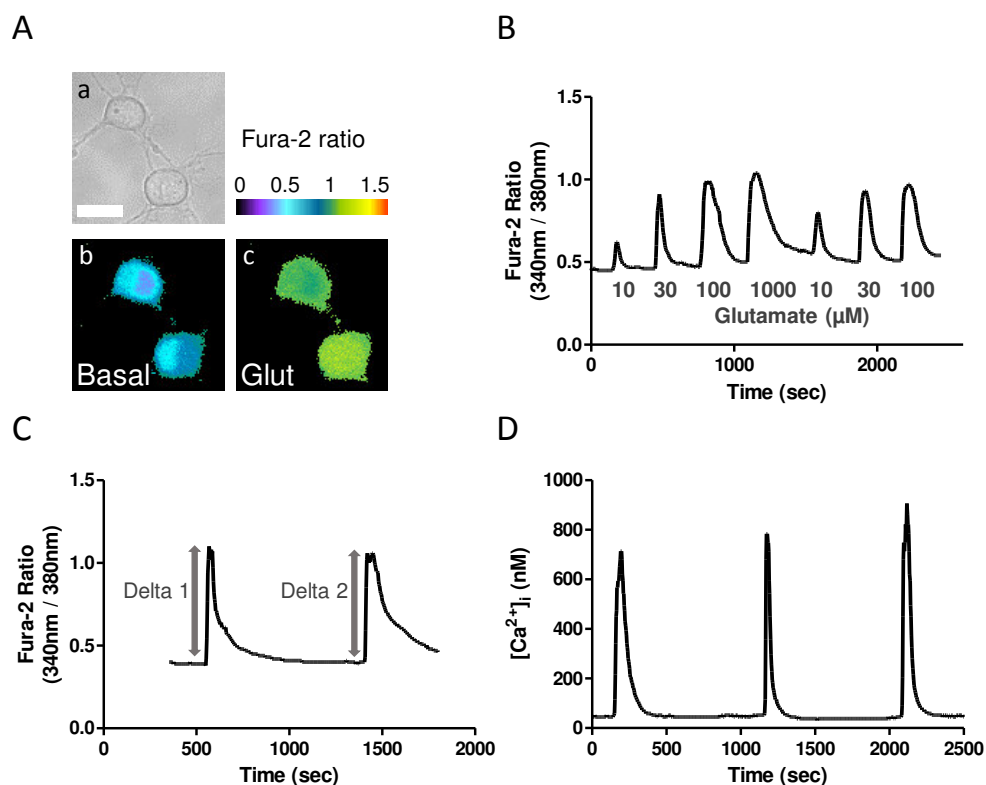 A
a
Fura-2 ratio
0 0.5 1 1.5
b
Basal
c
Glut
B
Fura-2 Ratio
(340nm / 380nm)
1.5
1.0
0.5
0.0
10 30 100 1000 10 30 100
Glutamate (µM)
0 1000 2000
Time (sec)
C
Fura-2 Ratio
(340nm / 380nm)
1.5
1.0
0.5
0.0
Delta 1
Delta 2
0 500 1000 1500 2000
Time (sec)
D
[Ca²⁺]ᵢ (nM)
1000
800
600
400
200
0
0 500 1000 1500 2000 2500
Time (sec)